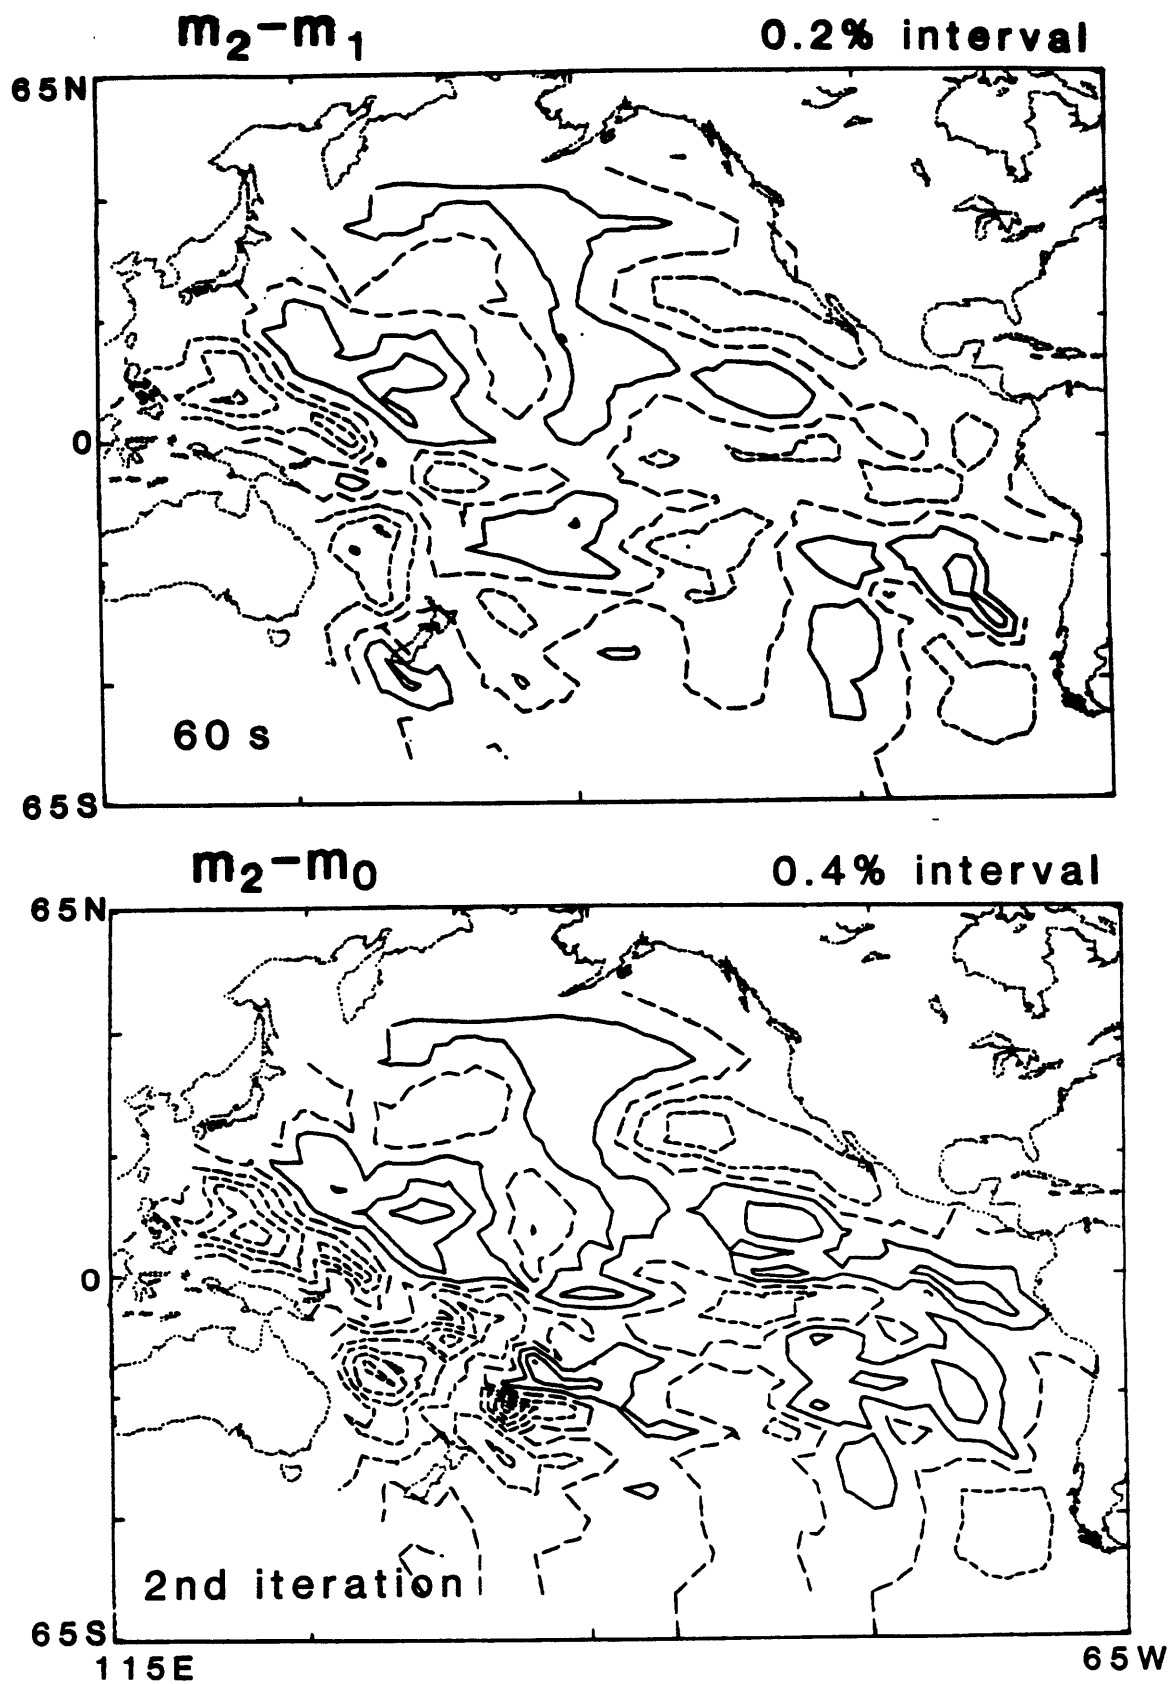 m₂−m₁ 0.2% interval
65N
0
60 s
65S
m₂−m₀ 0.4% interval
65N
0
2nd iteration
65S
115E 65W